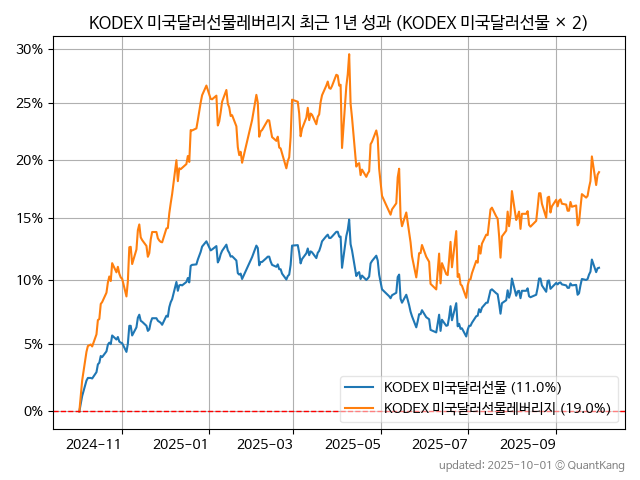 KODEX 미국달러선물레버리지 최근 1년 성과 (KODEX 미국달러선물 × 2)
30%
25%
20%
15%
10%
5%
0%
KODEX 미국달러선물 (11.0%)
KODEX 미국달러선물레버리지 (19.0%)
2024-11 2025-01 2025-03 2025-05 2025-07 2025-09
updated: 2025-10-01 © QuantKang